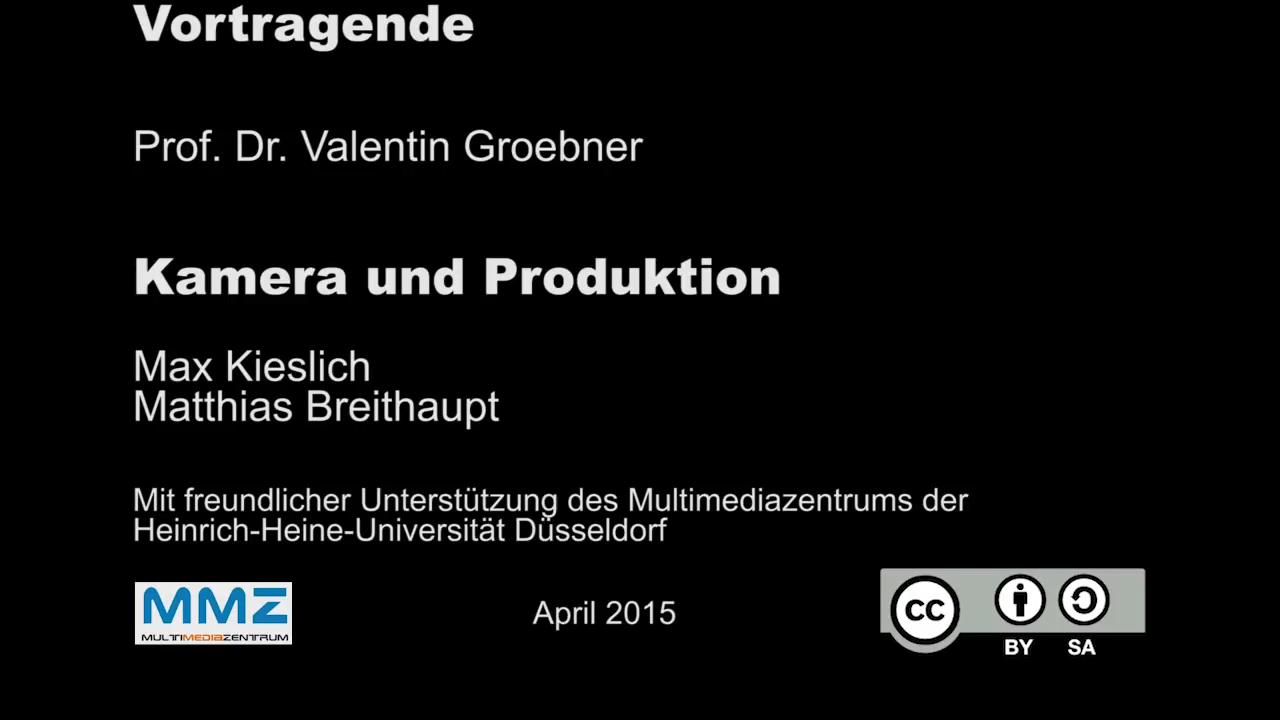 Vortragende
Prof. Dr. Valentin Groebner
Kamera und Produktion
Max Kieslich
Matthias Breithaupt
Mit freundlicher Unterstützung des Multimediazentrums der
Heinrich-Heine-Universität Düsseldorf
MMZ
MULTIMEDIAZENTRUM
April 2015
cc
BY SA